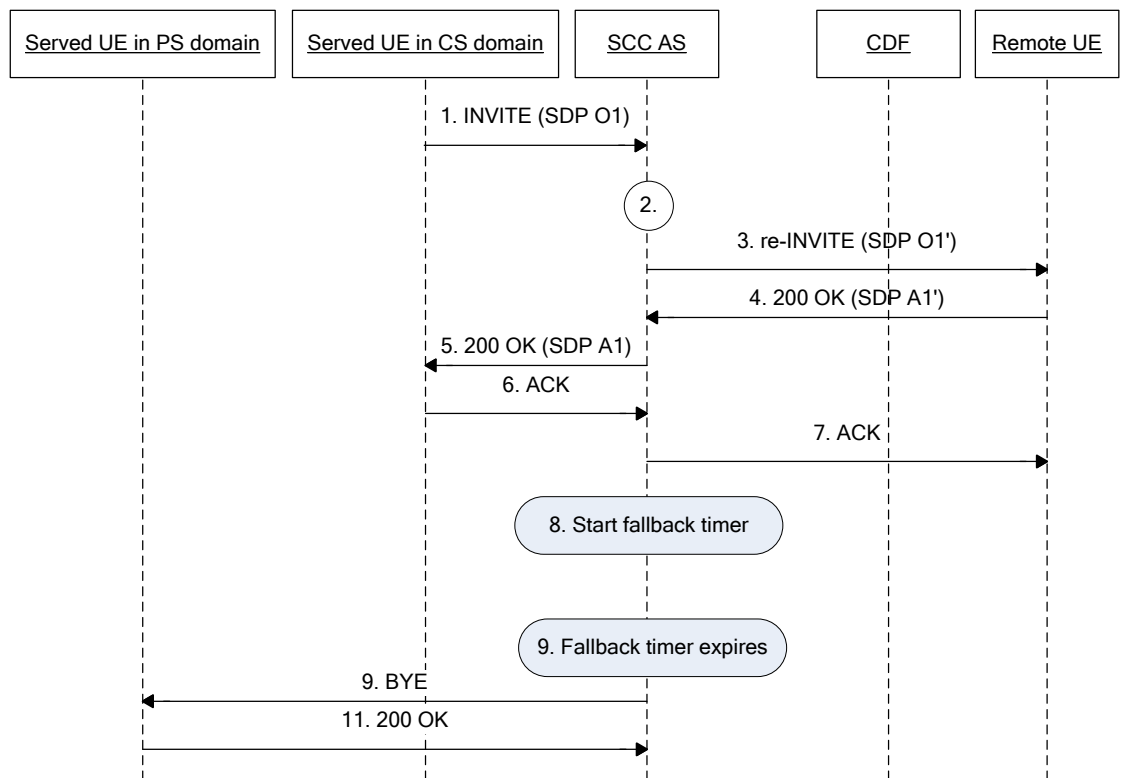 Served UE in PS domain
Served UE in CS domain
SCC AS
CDF
Remote UE
1. INVITE (SDP O1)
2.
3. re-INVITE (SDP O1')
4. 200 OK (SDP A1')
5. 200 OK (SDP A1)
6. ACK
7. ACK
8. Start fallback timer
9. Fallback timer expires
9. BYE
11. 200 OK